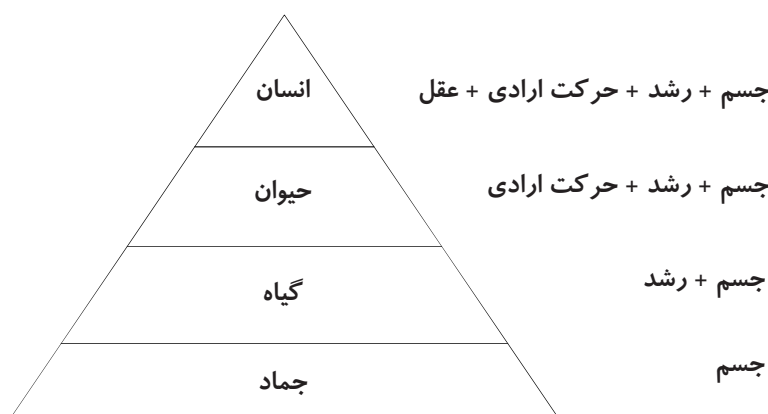 انسان
جسم + رشد + حرکت ارادی + عقل
حیوان
جسم + رشد + حرکت ارادی
گیاه
جسم + رشد
جماد
جسم